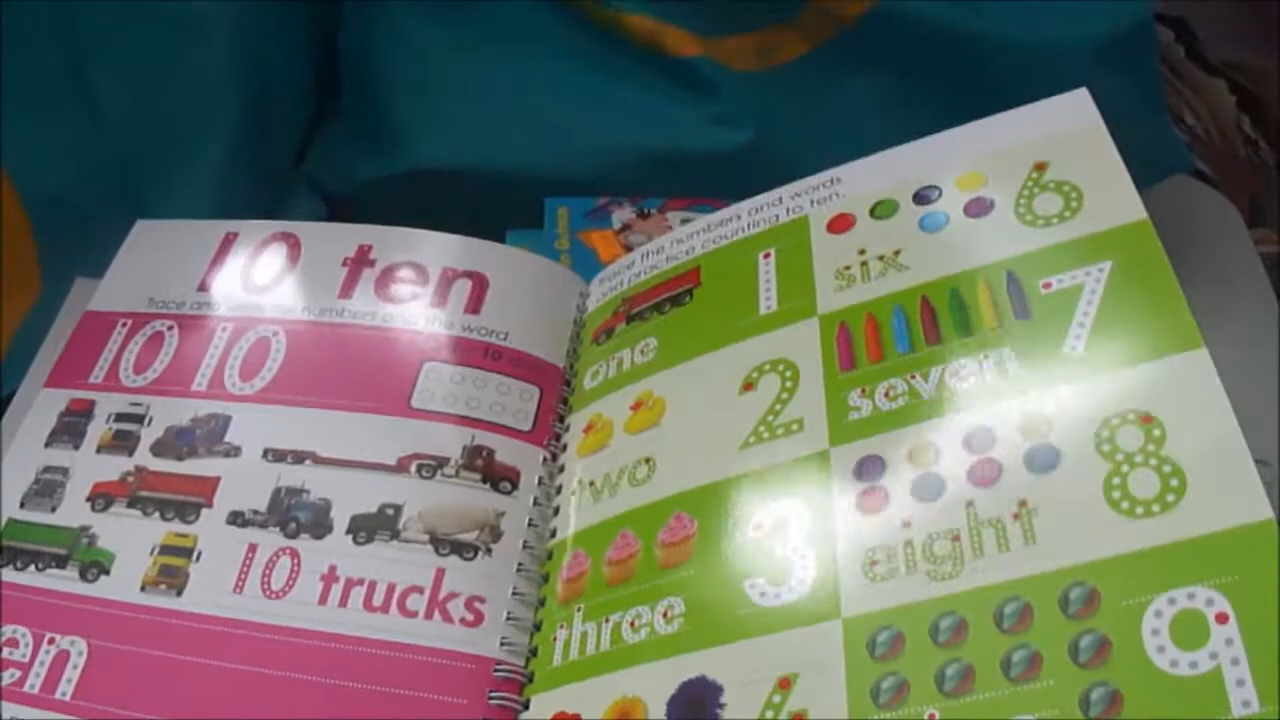 10 ten
Trace and the numbers and the word.
10 10
10
10 trucks
en
Trace the numbers and words
and practice counting to ten.
1
one
2
two
3
three
4
6
six
7
seven
8
eight
9